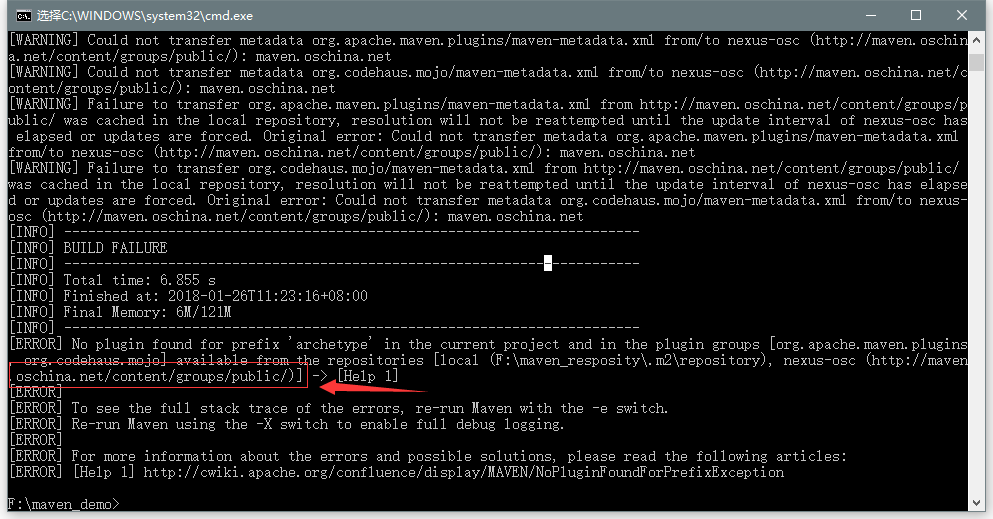 选择C:\WINDOWS\system32\cmd.exe
[WARNING] Could not transfer metadata org.apache.maven.plugins/maven-metadata.xml from/to nexus-osc (http://maven.oschin
a.net/content/groups/public/): maven.oschina.net
[WARNING] Could not transfer metadata org.codehaus.mojo/maven-metadata.xml from/to nexus-osc (http://maven.oschina.net/c
ontent/groups/public/): maven.oschina.net
[WARNING] Failure to transfer org.apache.maven.plugins/maven-metadata.xml from http://maven.oschina.net/content/groups/p
ublic/ was cached in the local repository, resolution will not be reattempted until the update interval of nexus-osc has
 elapsed or updates are forced. Original error: Could not transfer metadata org.apache.maven.plugins/maven-metadata.xml
from/to nexus-osc (http://maven.oschina.net/content/groups/public/): maven.oschina.net
[WARNING] Failure to transfer org.codehaus.mojo/maven-metadata.xml from http://maven.oschina.net/content/groups/public/
was cached in the local repository, resolution will not be reattempted until the update interval of nexus-osc has elapse
d or updates are forced. Original error: Could not transfer metadata org.codehaus.mojo/maven-metadata.xml from/to nexus-
osc (http://maven.oschina.net/content/groups/public/): maven.oschina.net
[INFO] ------------------------------------------------------------------------
[INFO] BUILD FAILURE
[INFO] ------------------------------------------------------------------------
[INFO] Total time: 6.855 s
[INFO] Finished at: 2018-01-26T11:23:16+08:00
[INFO] Final Memory: 6M/121M
[INFO] ------------------------------------------------------------------------
[ERROR] No plugin found for prefix 'archetype' in the current project and in the plugin groups [org.apache.maven.plugins
, org.codehaus.mojo] available from the repositories [local (F:\maven_resposity\.m2\repository), nexus-osc (http://maven
.oschina.net/content/groups/public/)] -> [Help 1]
[ERROR]
[ERROR] To see the full stack trace of the errors, re-run Maven with the -e switch.
[ERROR] Re-run Maven using the -X switch to enable full debug logging.
[ERROR]
[ERROR] For more information about the errors and possible solutions, please read the following articles:
[ERROR] [Help 1] http://cwiki.apache.org/confluence/display/MAVEN/NoPluginFoundForPrefixException
F:\maven_demo>